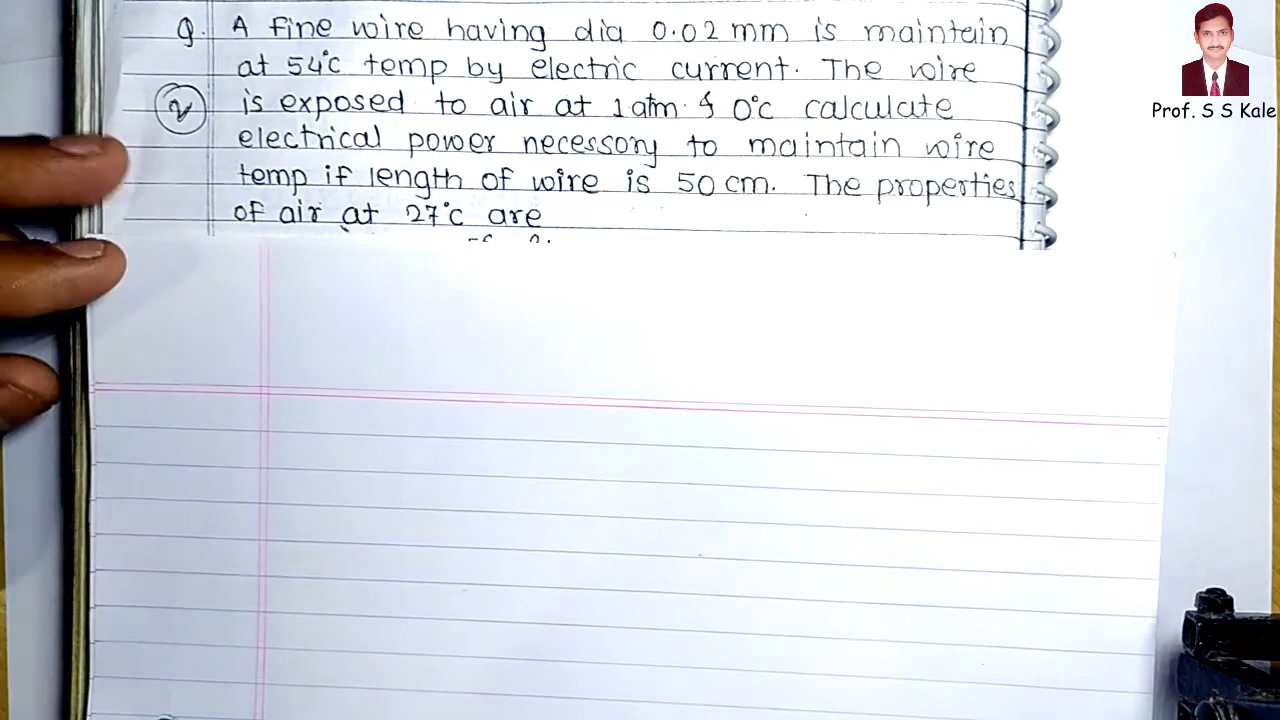 Q. A fine wire having dia 0.02 mm is maintain
at 54°C temp by electric current. The wire
is exposed to air at 1 atm & 0°C calculate
electrical power necessory to maintain wire
temp if length of wire is 50 cm. The properties
of air at 27°C are
Prof. S S Kale